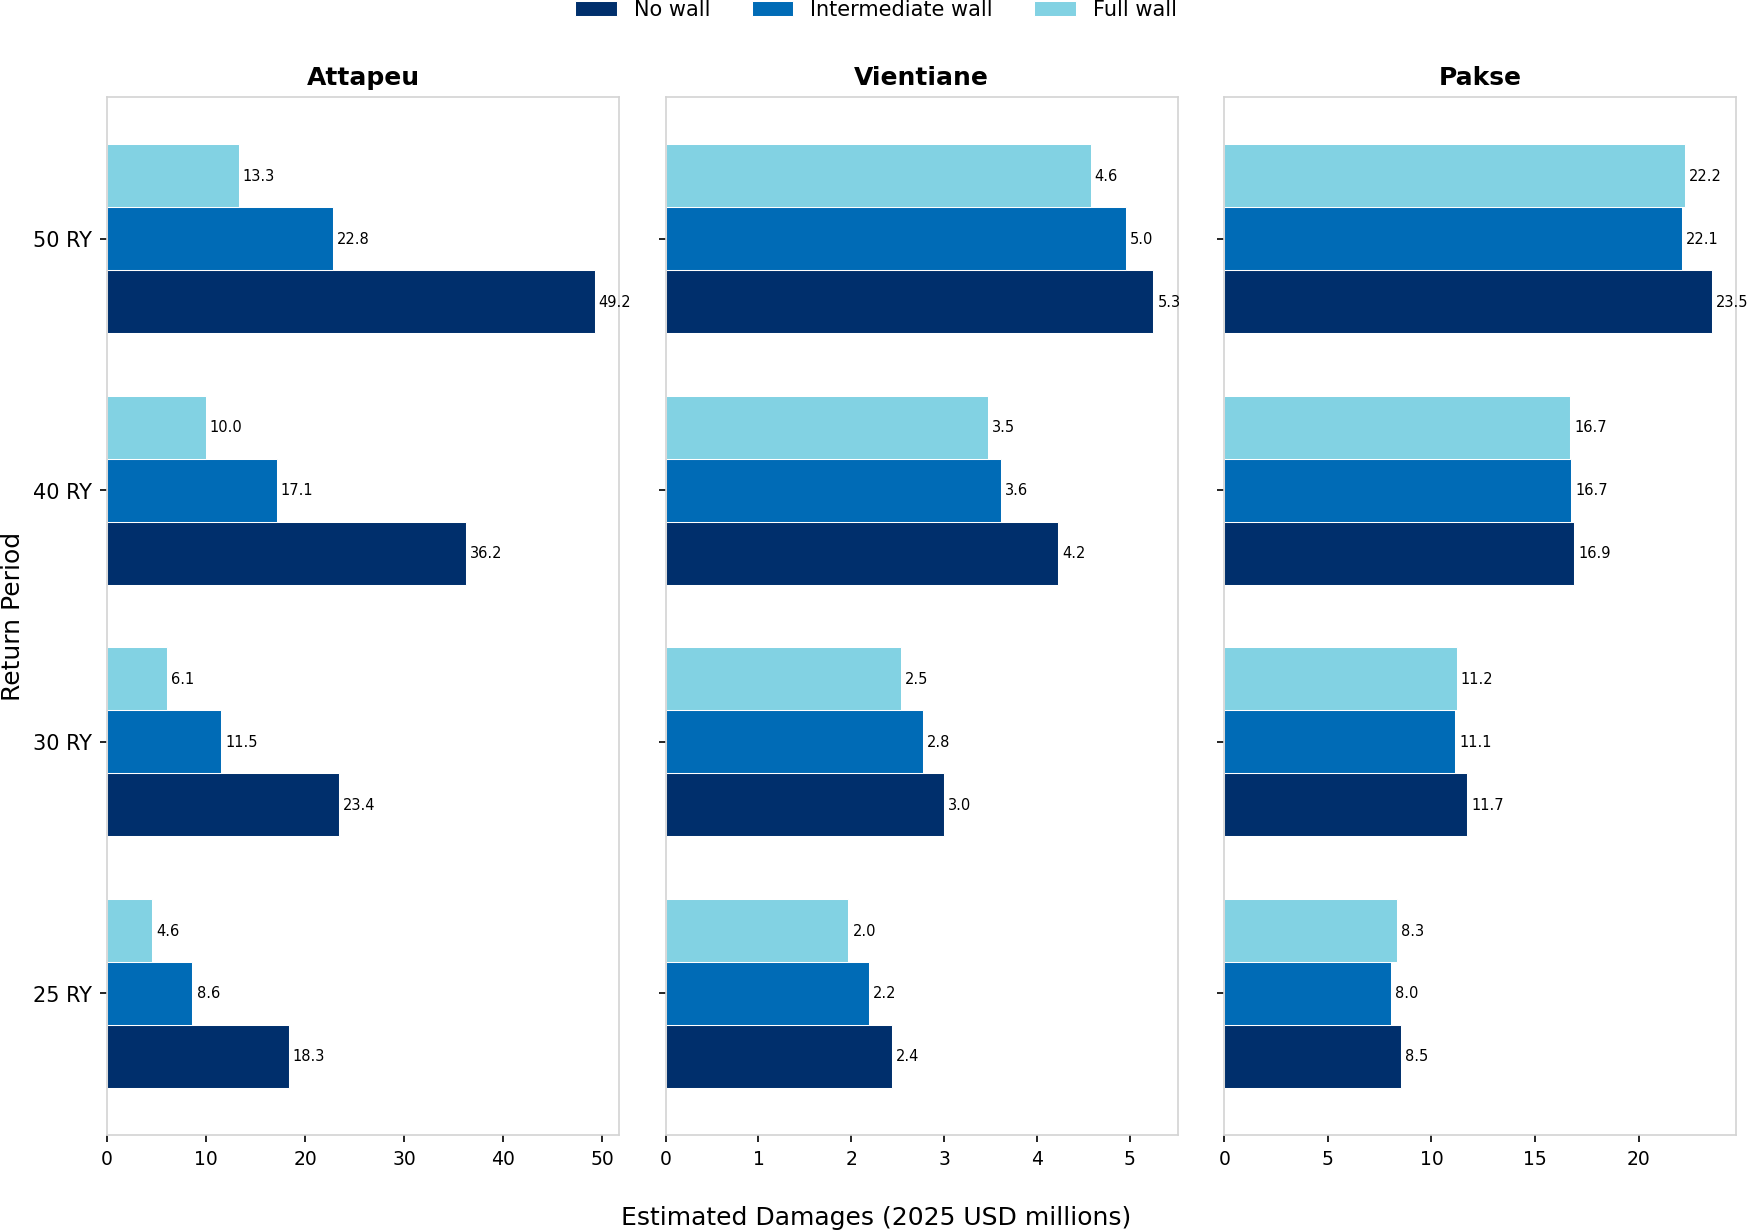 No wall Intermediate wall Full wall
Attapeu Vientiane Pakse
Return Period
50 RY
13.3 4.6 22.2
22.8 5.0 22.1
49.2 5.3 23.5
40 RY
10.0 3.5 16.7
17.1 3.6 16.7
36.2 4.2 16.9
30 RY
6.1 2.5 11.2
11.5 2.8 11.1
23.4 3.0 11.7
25 RY
4.6 2.0 8.3
8.6 2.2 8.0
18.3 2.4 8.5
0 10 20 30 40 50 0 1 2 3 4 5 0 5 10 15 20
Estimated Damages (2025 USD millions)